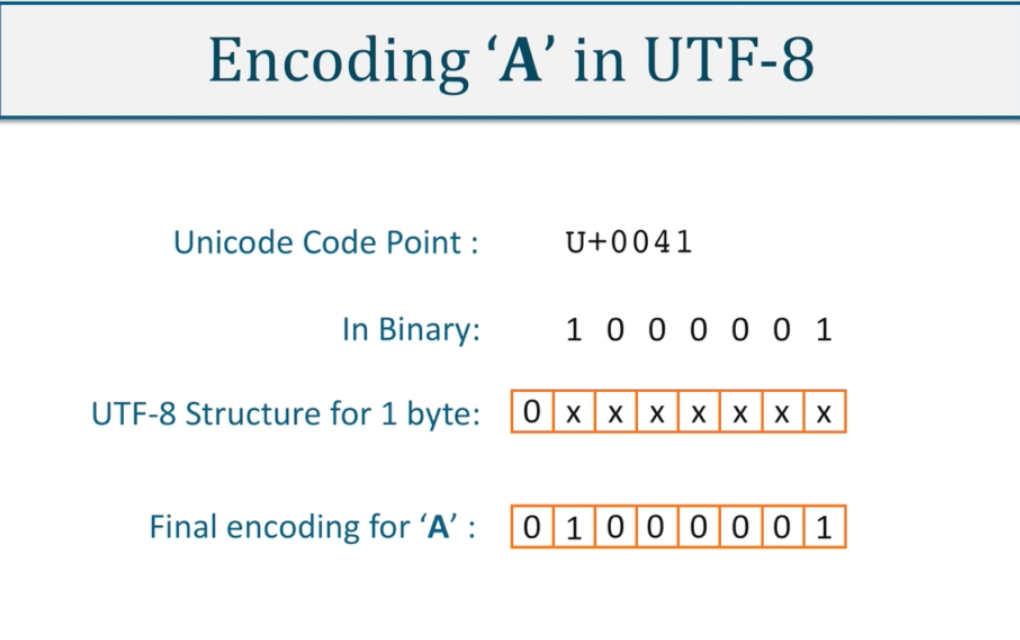 Encoding ‘A’ in UTF-8
Unicode Code Point : U+0041
In Binary: 1 0 0 0 0 0 1
UTF-8 Structure for 1 byte: 0 x x x x x x x
Final encoding for ‘A’ : 0 1 0 0 0 0 0 1